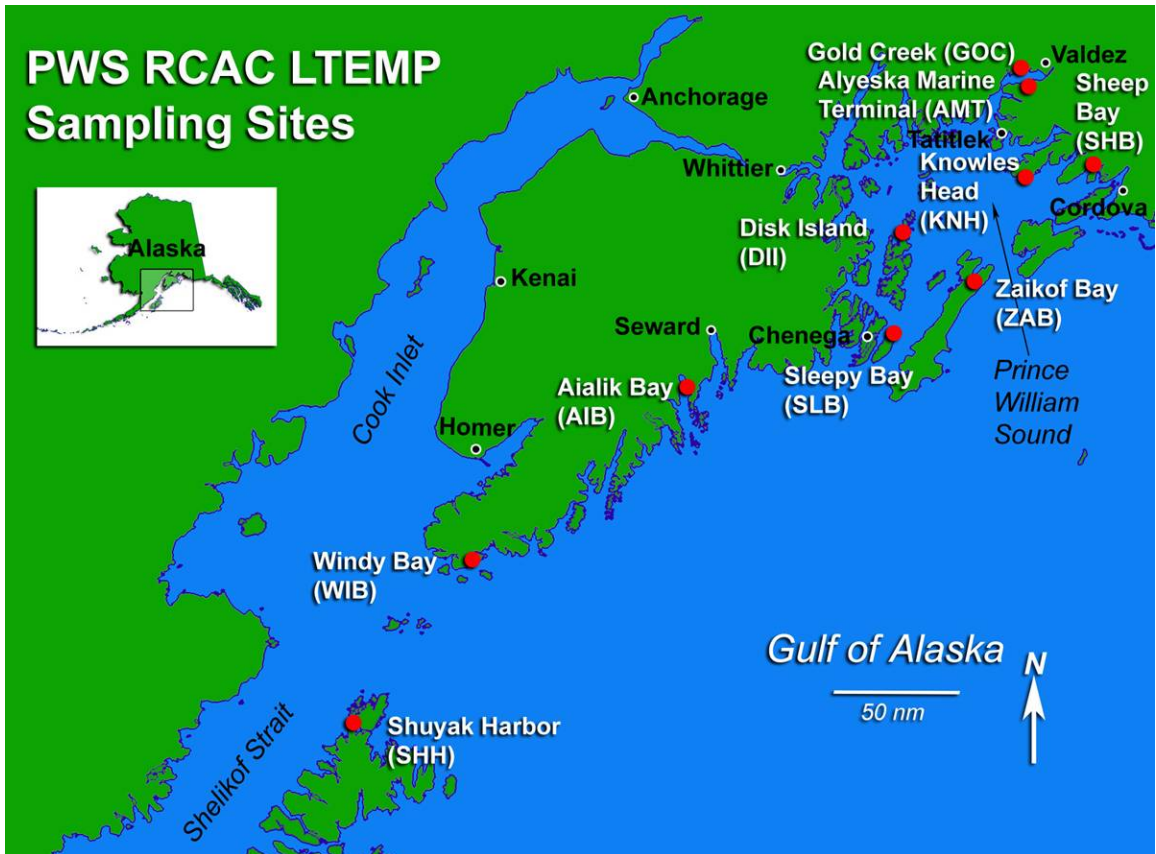 PWS RCAC LTEMP
Sampling Sites
Alaska
Anchorage
Gold Creek (GOC)
Alyeska Marine
Terminal (AMT)
Valdez
Sheep
Bay
(SHB)
Tatitlek
Whittier
Knowles
Head
(KNH)
Cordova
Disk Island
(DII)
Kenai
Zaikof Bay
(ZAB)
Seward
Chenega
Cook Inlet
Sleepy Bay
(SLB)
Prince
William
Sound
Aialik Bay
(AIB)
Homer
Windy Bay
(WIB)
Gulf of Alaska
N
50 nm
Shelikof Strait
Shuyak Harbor
(SHH)